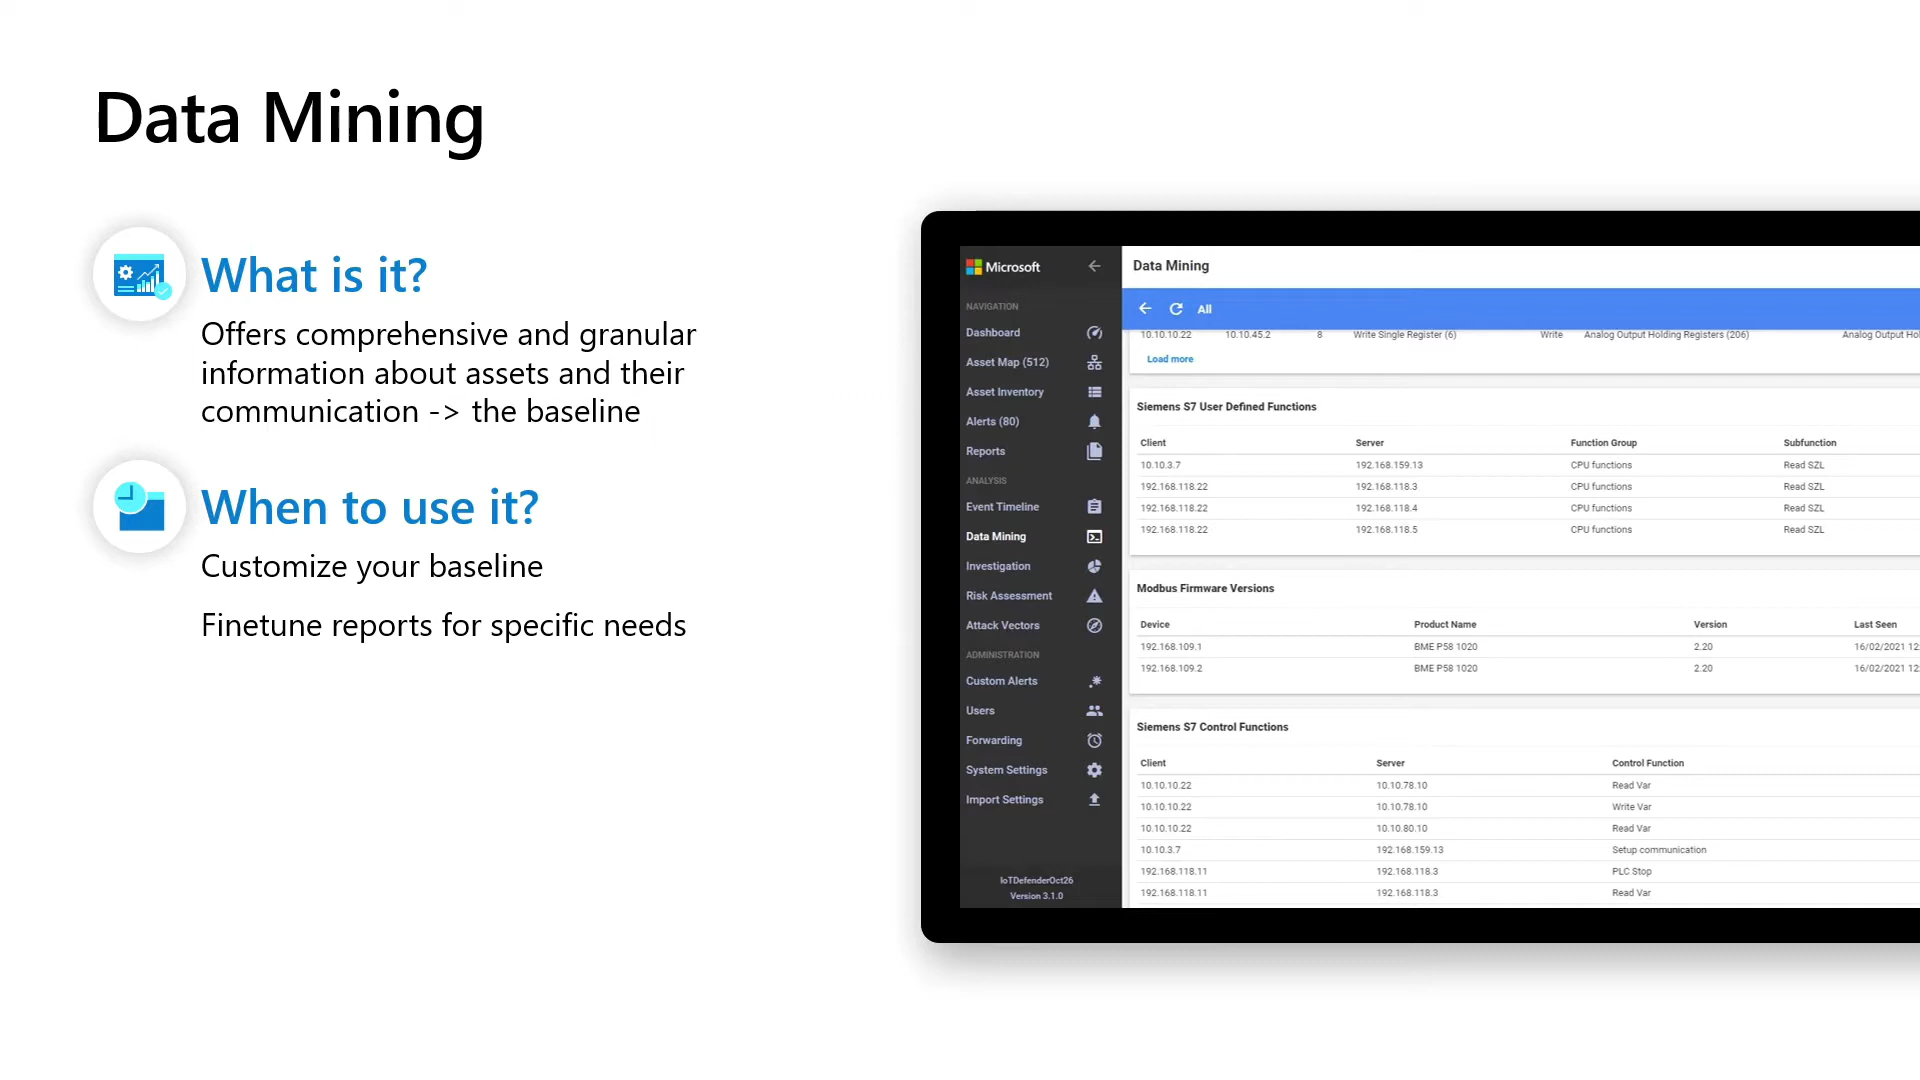 Data Mining
What is it?
Offers comprehensive and granular
information about assets and their
communication -> the baseline
When to use it?
Customize your baseline
Finetune reports for specific needs
Microsoft
NAVIGATION
Dashboard
Asset Map (512)
Asset Inventory
Alerts (80)
Reports
ANALYSIS
Event Timeline
Data Mining
Investigation
Risk Assessment
Attack Vectors
ADMINISTRATION
Custom Alerts
Users
Forwarding
System Settings
Import Settings
IoTDefenderOct26
Version 3.1.0
Data Mining
All
10.10.10.22 10.10.45.2 8 Write Single Register (6) Write Analog Output Holding Registers (206) Analog Output Hol
Load more
Siemens S7 User Defined Functions
Client Server Function Group Subfunction
10.10.3.7 192.168.159.13 CPU functions Read SZL
192.168.118.22 192.168.118.3 CPU functions Read SZL
192.168.118.22 192.168.118.4 CPU functions Read SZL
192.168.118.22 192.168.118.5 CPU functions Read SZL
Modbus Firmware Versions
Device Product Name Version Last Seen
192.168.109.1 BME P58 1020 2.20 16/02/2021 12:
192.168.109.2 BME P58 1020 2.20 16/02/2021 12:
Siemens S7 Control Functions
Client Server Control Function
10.10.10.22 10.10.78.10 Read Var
10.10.10.22 10.10.78.10 Write Var
10.10.10.22 10.10.80.10 Read Var
10.10.3.7 192.168.159.13 Setup communication
192.168.118.11 192.168.118.3 PLC Stop
192.168.118.11 192.168.118.3 Read Var